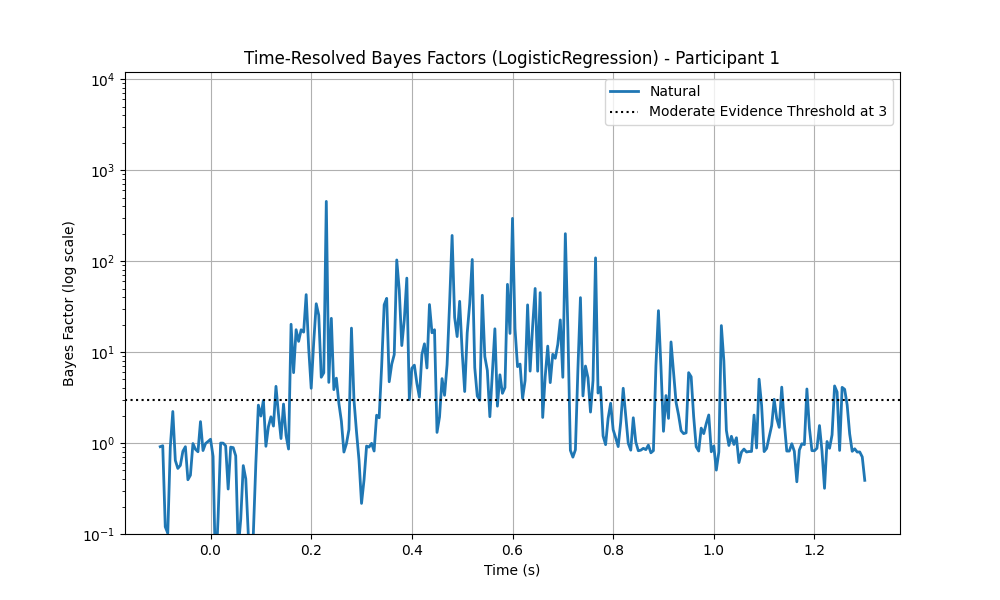 Time-Resolved Bayes Factors (LogisticRegression) - Participant 1
Natural
Moderate Evidence Threshold at 3
Bayes Factor (log scale)
10⁴
10³
10²
10¹
10⁰
10⁻¹
0.0 0.2 0.4 0.6 0.8 1.0 1.2
Time (s)